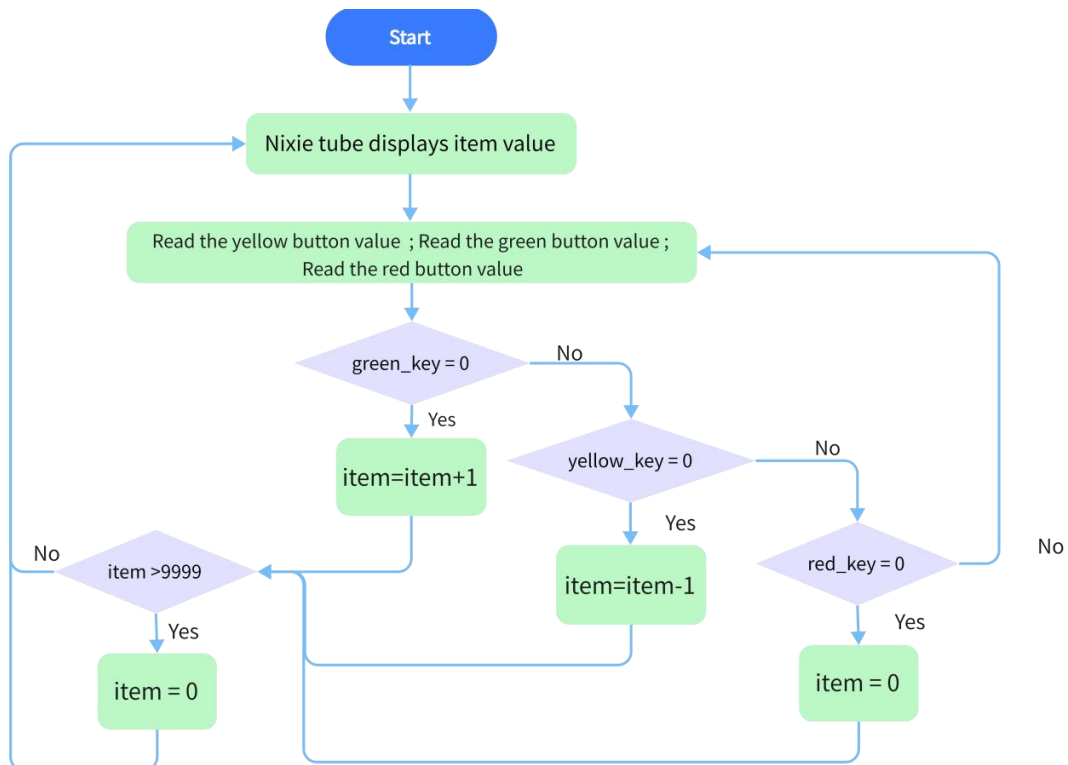 Start
Nixie tube displays item value
Read the yellow button value ; Read the green button value ;
Read the red button value
green_key = 0
No
Yes
item=item+1
yellow_key = 0
No
Yes
item=item-1
red_key = 0
No
Yes
item = 0
item >9999
No
Yes
item = 0